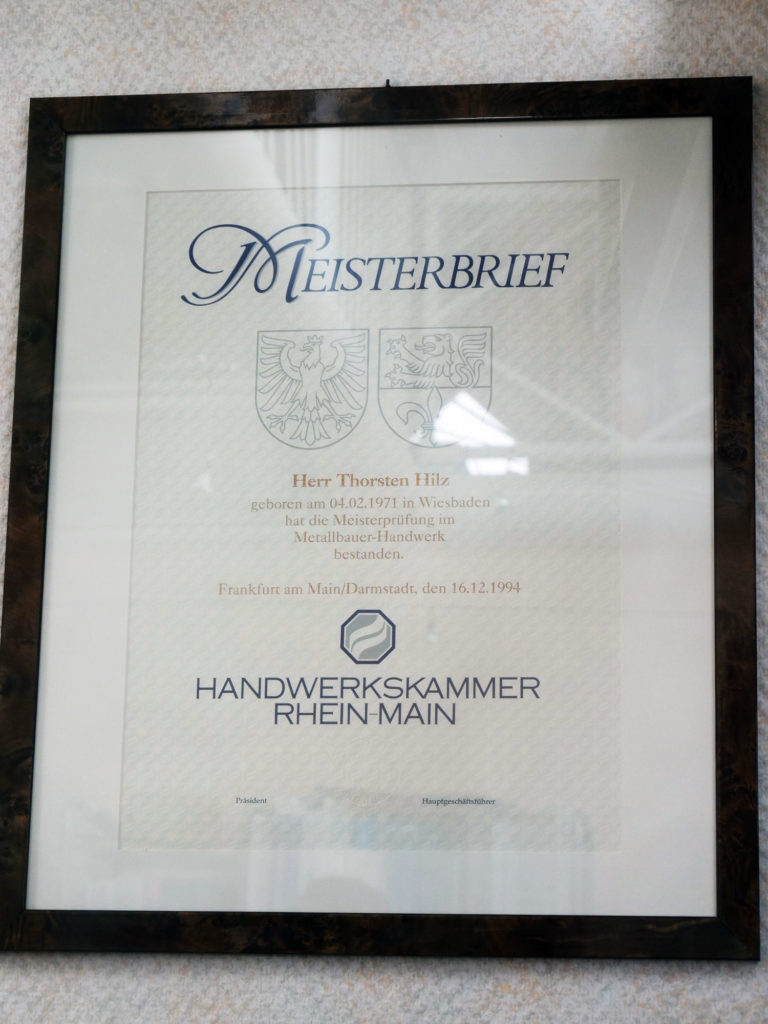 MEISTERBRIEF
Herr Thorsten Hilz
geboren am 04.02.1971 in Wiesbaden
hat die Meisterprüfung im
Metallbauer-Handwerk
bestanden.
Frankfurt am Main/Darmstadt, den 16.12.1994
HANDWERKSKAMMER
RHEIN-MAIN
Präsident Hauptgeschäftsführer